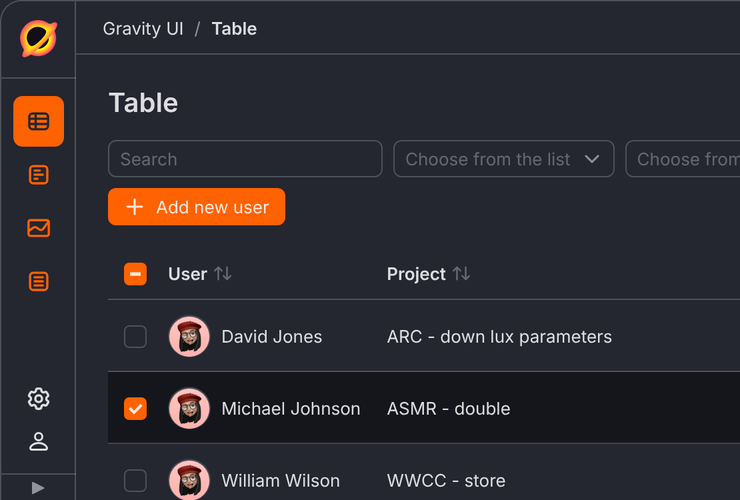 Gravity UI / Table
Table
Search
Choose from the list
Choose from
Add new user
User Project
David Jones ARC - down lux parameters
Michael Johnson ASMR - double
William Wilson WWCC - store